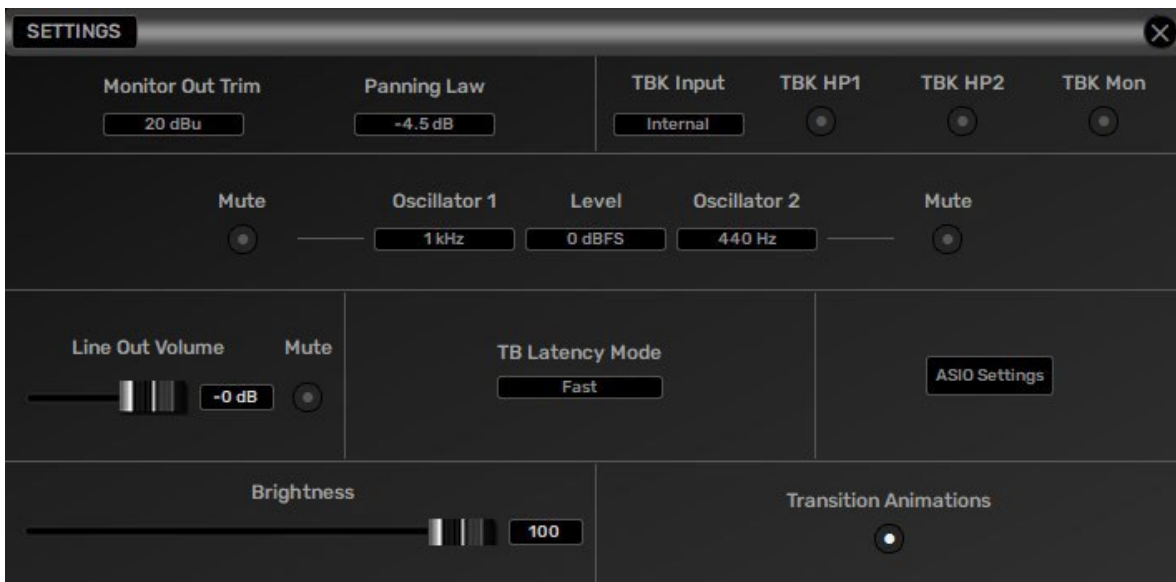 SETTINGS
Monitor Out Trim
Panning Law
TBK Input
TBK HP1
TBK HP2
TBK Mon
20 dBu
-4.5 dB
Internal
Mute
Oscillator 1
Level
Oscillator 2
Mute
1 kHz
0 dBFS
440 Hz
Line Out Volume
Mute
-0 dB
TB Latency Mode
Fast
ASIO Settings
Brightness
100
Transition Animations